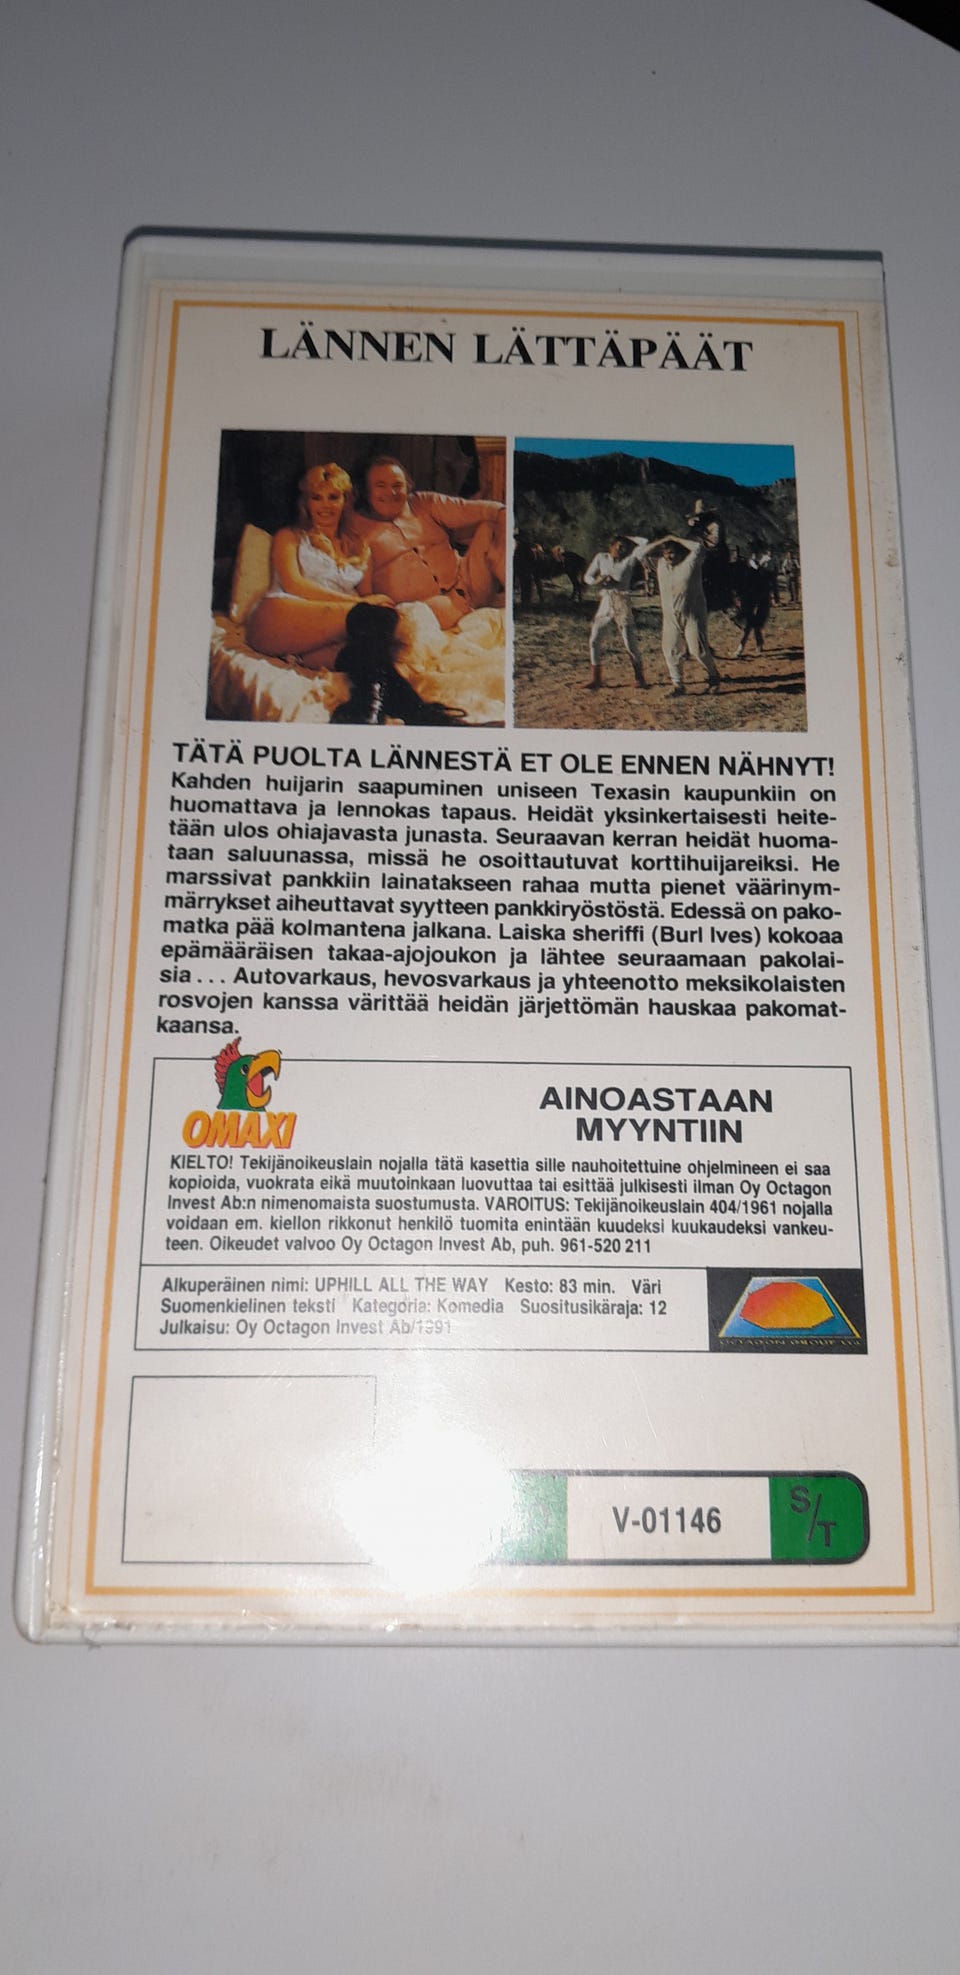 LÄNNEN LÄTTÄPÄÄT
TÄTÄ PUOLTA LÄNNESTÄ ET OLE ENNEN NÄHNYT!
Kahden huijarin saapuminen uniseen Texasin kaupunkiin on
huomattava ja lennokas tapaus. Heidät yksinkertaisesti heite-
tään ulos ohiajavasta junasta. Seuraavan kerran heidät huoma-
taan saluunassa, missä he osoittautuvat korttihuijareiksi. He
marssivat pankkiin lainatakseen rahaa mutta pienet väärinym-
märrykset aiheuttavat syytteen pankkiryöstöstä. Edessä on pako-
matka pää kolmantena jalkana. Laiska sheriffi (Burl Ives) kokoaa
epämääräisen takaa-ajojoukon ja lähtee seuraamaan pakolai-
sia ... Autovarkaus, hevosvarkaus ja yhteenotto meksikolaisten
rosvojen kanssa värittää heidän järjettömän hauskaa pakomat-
kaansa.
OMAXI
AINOASTAAN
MYYNTIIN
KIELTO! Tekijänoikeuslain nojalla tätä kasettia sille nauhoitettuine ohjelmineen ei saa
kopioida, vuokrata eikä muutoinkaan luovuttaa tai esittää julkisesti ilman Oy Octagon
Invest Ab:n nimenomaista suostumusta. VAROITUS: Tekijänoikeuslain 404/1961 nojalla
voidaan em. kiellon rikkonut henkilö tuomita enintään kuudeksi kuukaudeksi vankeu-
teen. Oikeudet valvoo Oy Octagon Invest Ab, puh. 961-520 211
Alkuperäinen nimi: UPHILL ALL THE WAY Kesto: 83 min. Väri
Suomenkielinen teksti Kategoria: Komedia Suositusikäraja: 12
Julkaisu: Oy Octagon Invest Ab/1991
OCTAGON GROUP Ltd
V-01146
S/T